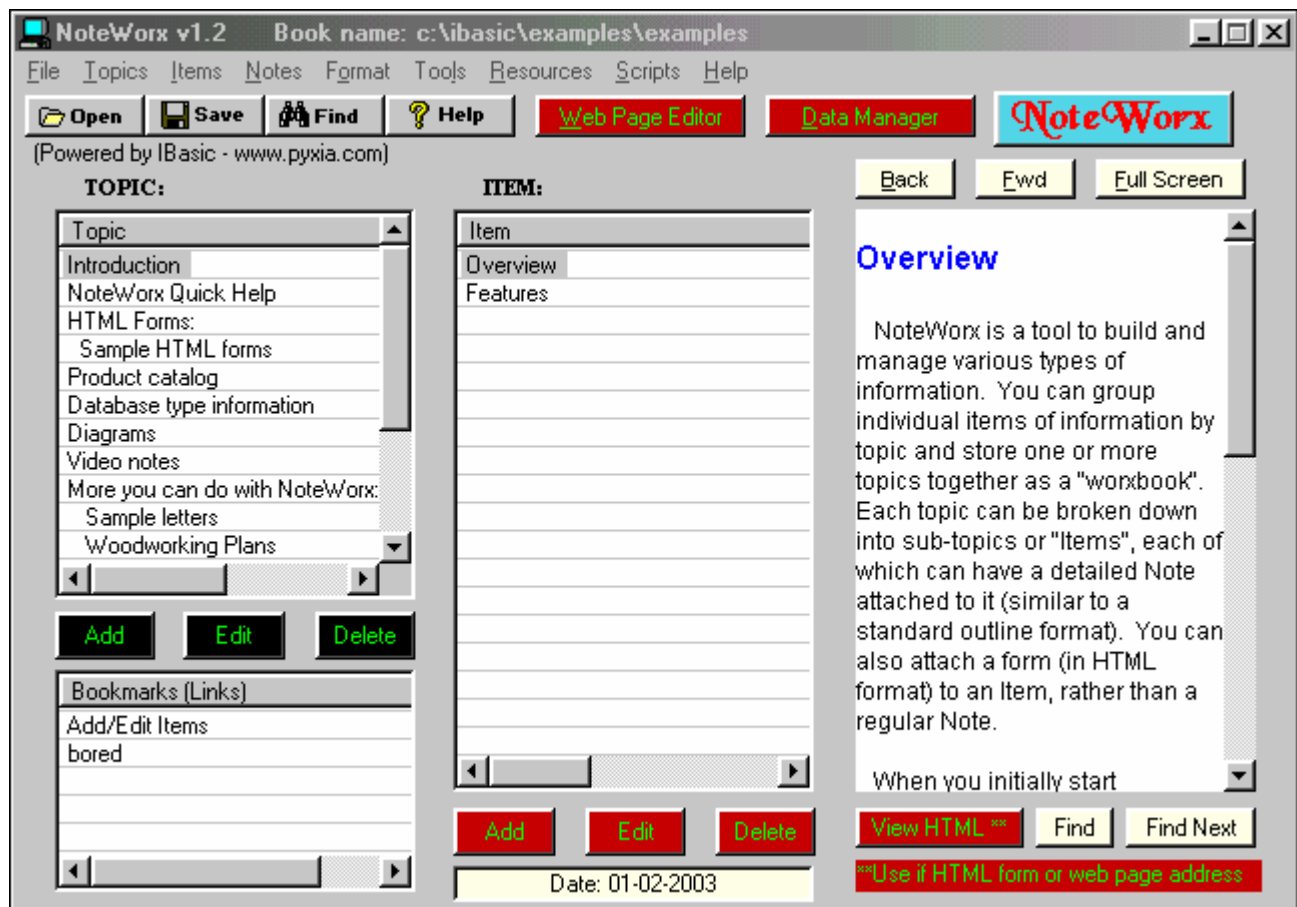 NoteWorx v1.2 Book name: c:\ibasic\examples\examples
File Topics Items Notes Format Tools Resources Scripts Help
Open Save Find Help Web Page Editor Data Manager NoteWorx
(Powered by IBasic - www.pyxia.com)
TOPIC:
Topic
Introduction
NoteWorx Quick Help
HTML Forms:
Sample HTML forms
Product catalog
Database type information
Diagrams
Video notes
More you can do with NoteWorx:
Sample letters
Woodworking Plans
Add Edit Delete
Bookmarks (Links)
Add/Edit Items
bored
ITEM:
Item
Overview
Features
Add Edit Delete
Date: 01-02-2003
Back Fwd Full Screen
Overview
NoteWorx is a tool to build and
manage various types of
information. You can group
individual items of information by
topic and store one or more
topics together as a "worxbook".
Each topic can be broken down
into sub-topics or "Items", each of
which can have a detailed Note
attached to it (similar to a
standard outline format). You can
also attach a form (in HTML
format) to an Item, rather than a
regular Note.
When you initially start
View HTML ** Find Find Next
**Use if HTML form or web page address